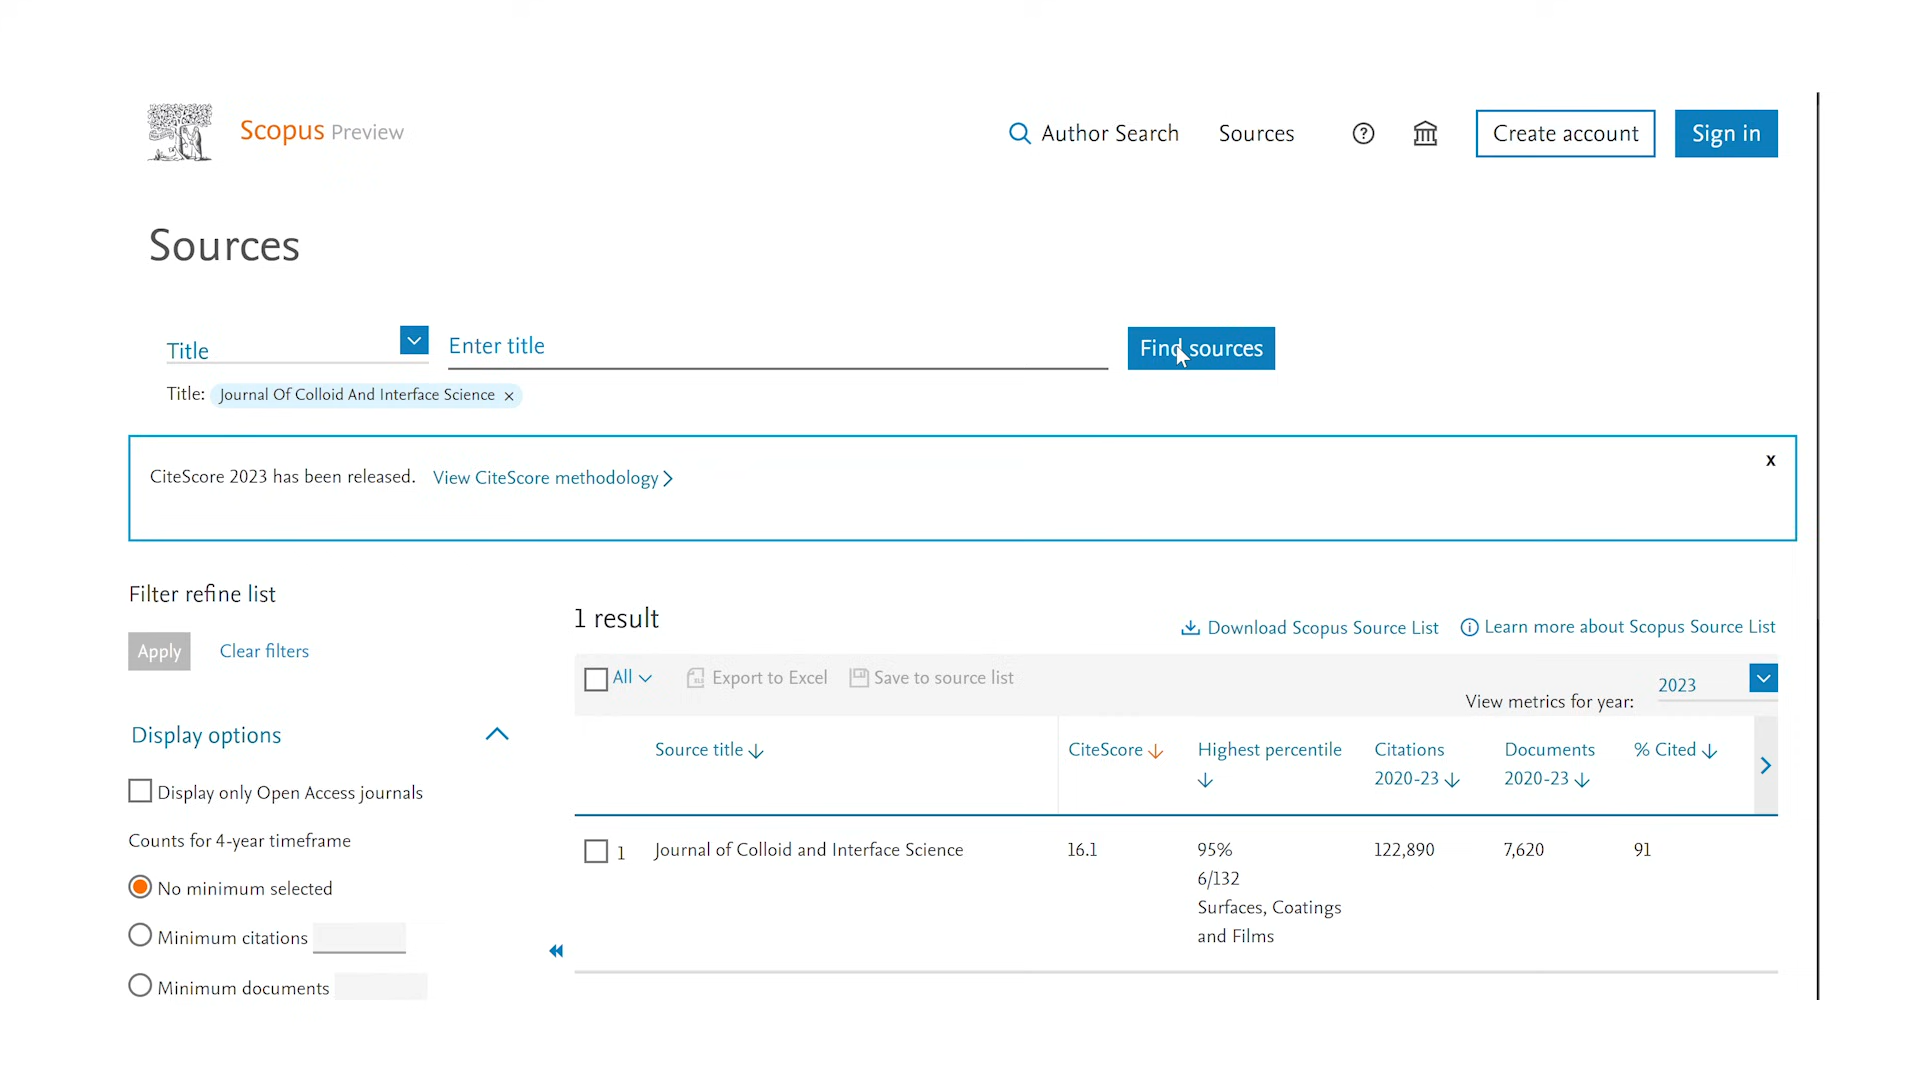 Scopus Preview
Author Search
Sources
Create account
Sign in
Sources
Title
Enter title
Find sources
Title: Journal Of Colloid And Interface Science x
CiteScore 2023 has been released. View CiteScore methodology
x
Filter refine list
Apply
Clear filters
1 result
Download Scopus Source List
Learn more about Scopus Source List
All
Export to Excel
Save to source list
View metrics for year:
2023
Display options
Display only Open Access journals
Counts for 4-year timeframe
No minimum selected
Minimum citations
Minimum documents
Source title
CiteScore
Highest percentile
Citations
2020-23
Documents
2020-23
% Cited
1
Journal of Colloid and Interface Science
16.1
95%
6/132
Surfaces, Coatings
and Films
122,890
7,620
91